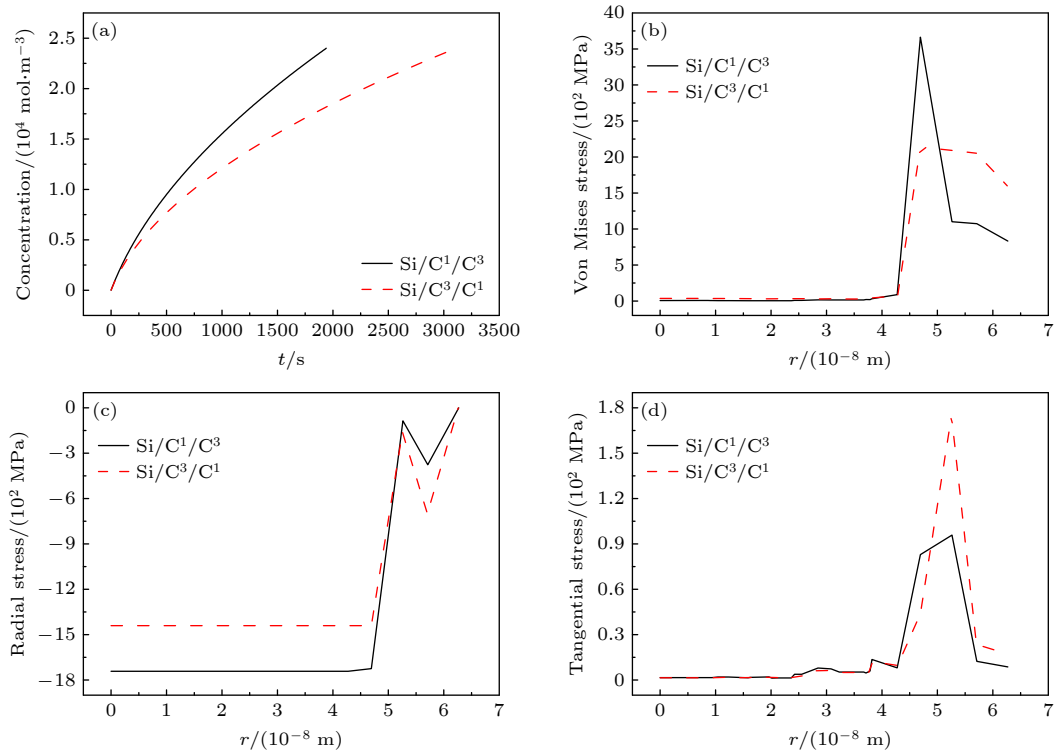 (a)
2.5
2.0
1.5
1.0
0.5
0
Concentration/(10⁴ mol·m⁻³)
Si/C¹/C³
Si/C³/C¹
0 500 1000 1500 2000 2500 3000 3500
t/s
(b)
40
35
30
25
20
15
10
5
0
Von Mises stress/(10² MPa)
Si/C¹/C³
Si/C³/C¹
0 1 2 3 4 5 6 7
r/(10⁻⁸ m)
(c)
0
−3
−6
−9
−12
−15
−18
Radial stress/(10² MPa)
Si/C¹/C³
Si/C³/C¹
0 1 2 3 4 5 6 7
r/(10⁻⁸ m)
(d)
1.8
1.5
1.2
0.9
0.6
0.3
0
Tangential stress/(10² MPa)
Si/C¹/C³
Si/C³/C¹
0 1 2 3 4 5 6 7
r/(10⁻⁸ m)